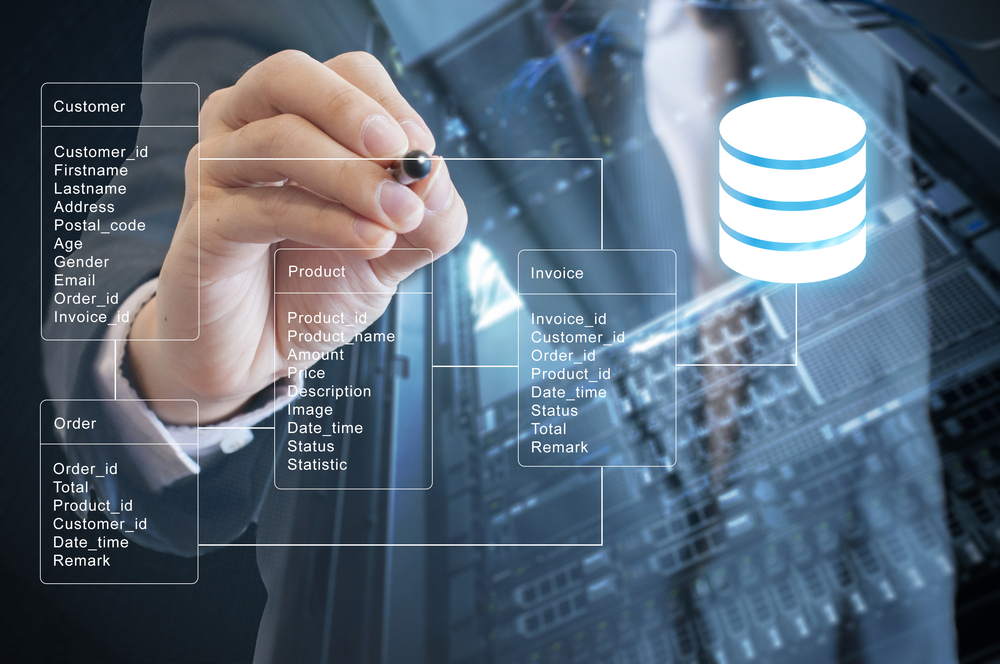 Customer
Customer_id
Firstname
Lastname
Address
Postal_code
Age
Gender
Email
Order_id
Invoice_id
Product
Product_id
Product_name
Amount
Price
Description
Image
Date_time
Status
Statistic
Invoice
Invoice_id
Customer_id
Order_id
Product_id
Date_time
Status
Total
Remark
Order
Order_id
Total
Product_id
Customer_id
Date_time
Remark